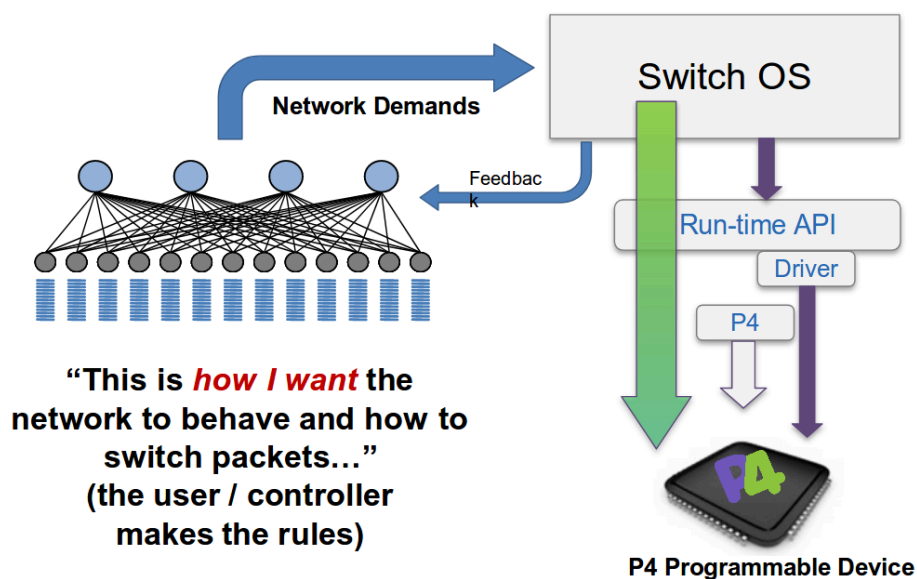 Switch OS
Network Demands
Feedbac
k
Run-time API
Driver
P4
“This is how I want the
network to behave and how to
switch packets…”
(the user / controller
makes the rules)
P4
P4 Programmable Device